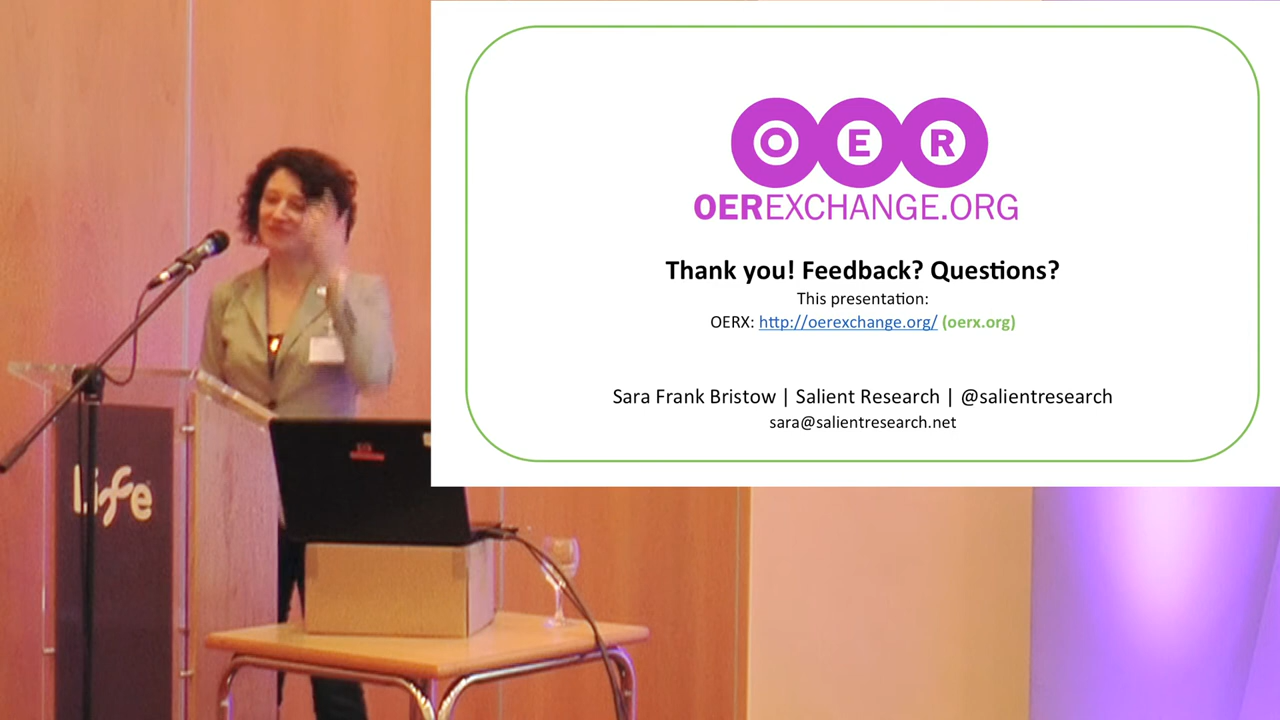 O E R
OEREXCHANGE.ORG
Thank you! Feedback? Questions?
This presentation:
OERX: http://oerexchange.org/ (oerx.org)
Sara Frank Bristow | Salient Research | @salientresearch
sara@salientresearch.net
Life